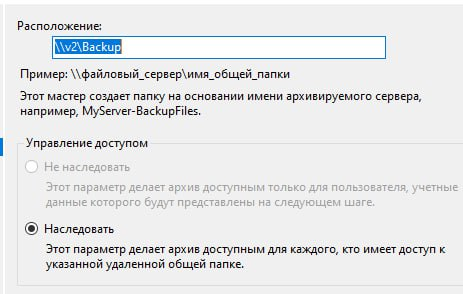 Расположение:
\\v2\Backup
Пример: \\файловый_сервер\имя_общей_папки
Этот мастер создает папку на основании имени архивируемого сервера,
например, MyServer-BackupFiles.
Управление доступом
Не наследовать
Этот параметр делает архив доступным только для пользователя, учетные
данные которого будут представлены на следующем шаге.
Наследовать
Этот параметр делает архив доступным для каждого, кто имеет доступ к
указанной удаленной общей папке.